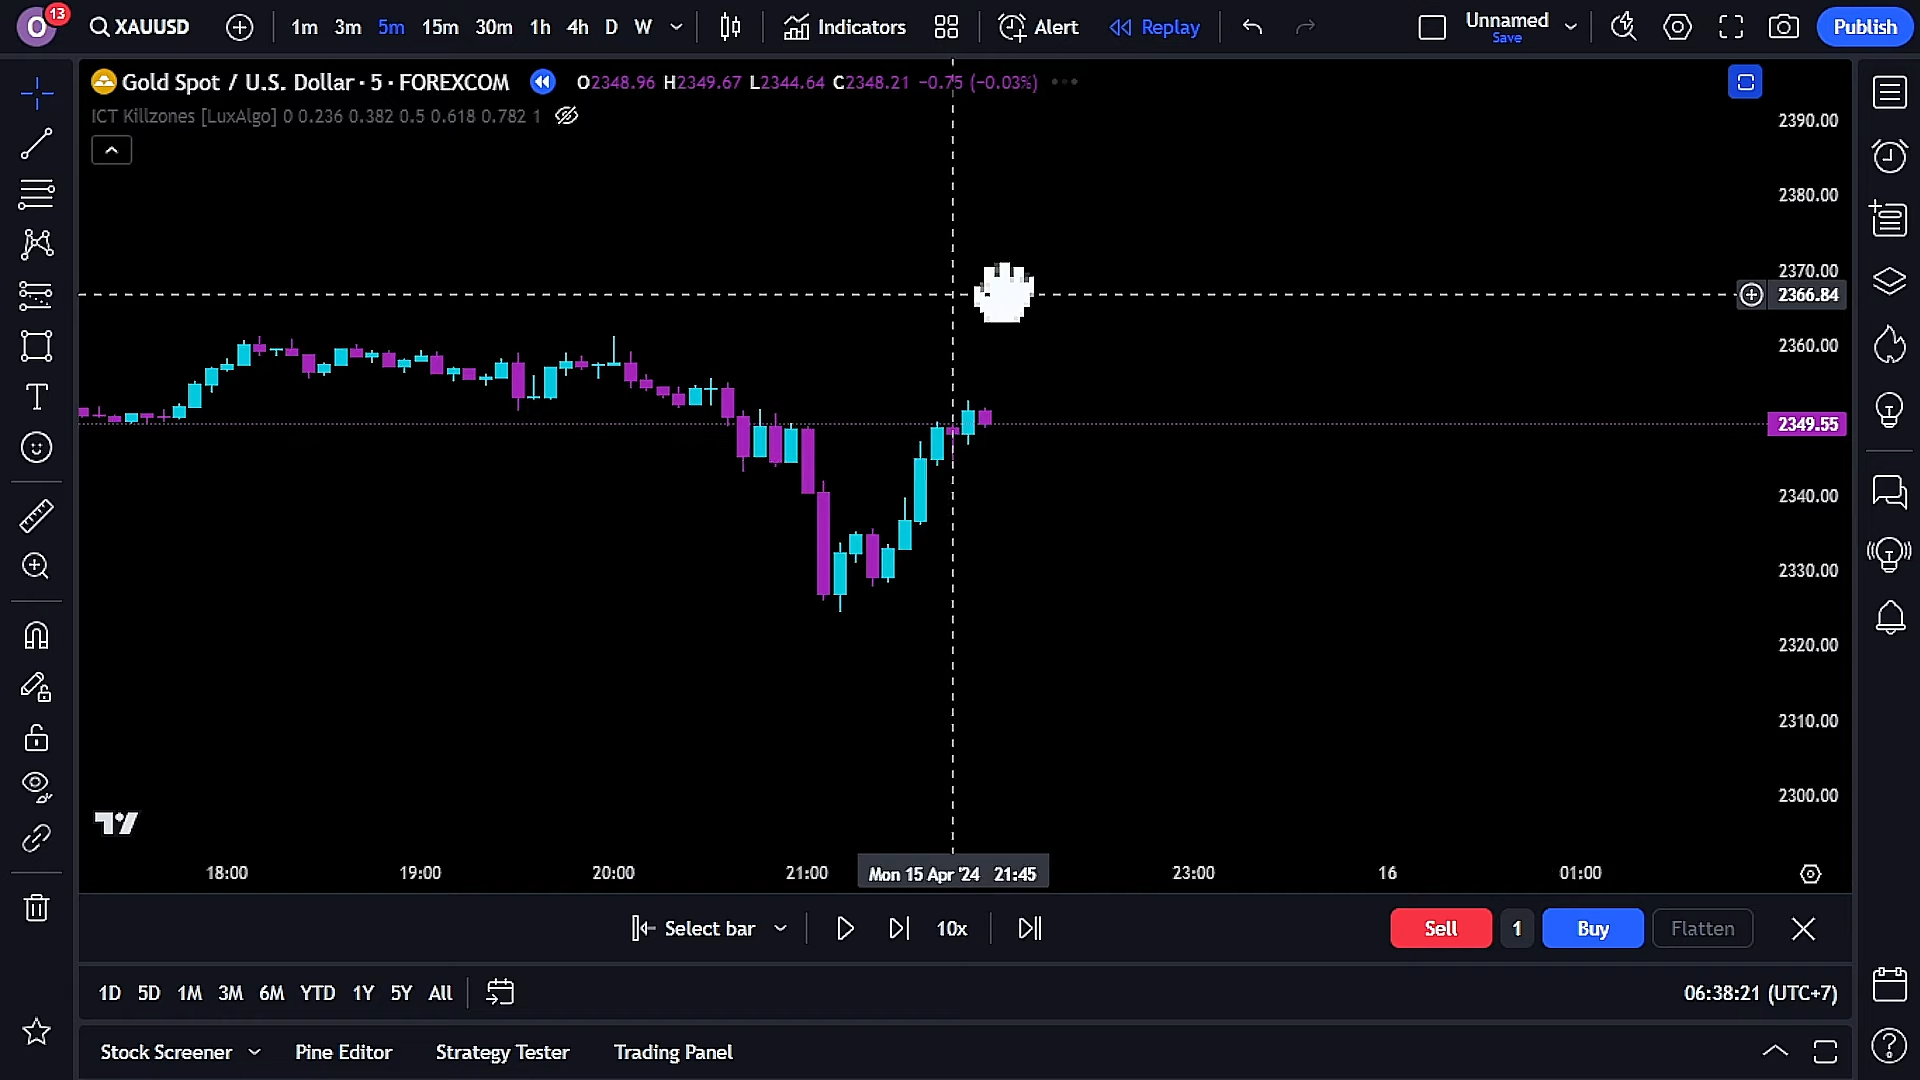 O 13 XAUUSD 1m 3m 5m 15m 30m 1h 4h D W Indicators Alert Replay Unnamed Save Publish
Gold Spot / U.S. Dollar · 5 · FOREXCOM O2348.96 H2349.67 L2344.64 C2348.21 −0.75 (−0.03%)
ICT Killzones [LuxAlgo] 0 0.236 0.382 0.5 0.618 0.782 1
2390.00
2380.00
2370.00
2366.84
2360.00
2349.55
2340.00
2330.00
2320.00
2310.00
2300.00
18:00 19:00 20:00 21:00 Mon 15 Apr '24 21:45 23:00 16 01:00
Select bar 10x Sell 1 Buy Flatten
1D 5D 1M 3M 6M YTD 1Y 5Y All 06:38:21 (UTC+7)
Stock Screener Pine Editor Strategy Tester Trading Panel